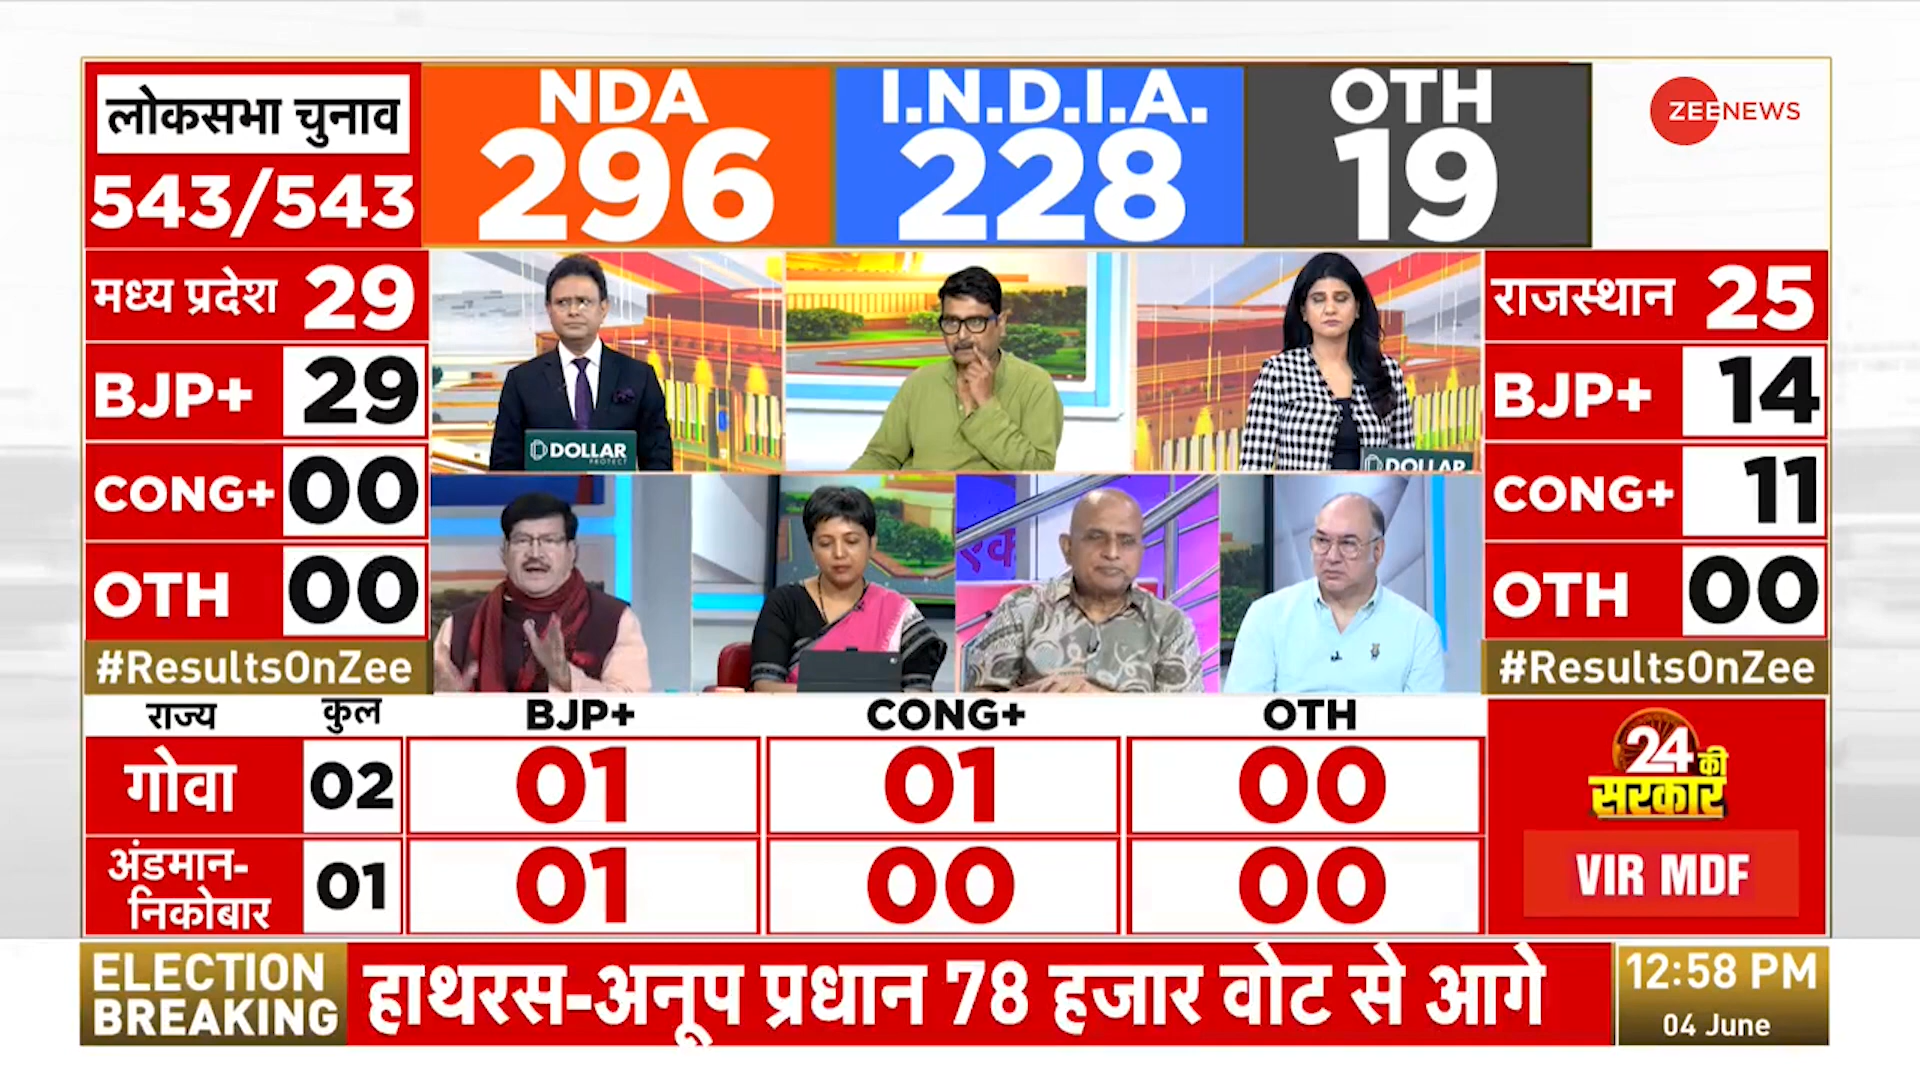 लोकसभा चुनाव
543/543
NDA
296
I.N.D.I.A.
228
OTH
19
ZEENEWS
मध्य प्रदेश 29
BJP+ 29
CONG+ 00
OTH 00
#ResultsOnZee
DOLLAR
PROTECT
DOLLAR
एक
राजस्थान 25
BJP+ 14
CONG+ 11
OTH 00
#ResultsOnZee
राज्य कुल BJP+ CONG+ OTH
गोवा 02 01 01 00
अंडमान-
निकोबार 01 01 00 00
24 की
सरकार
VIR MDF
ELECTION
BREAKING
हाथरस-अनूप प्रधान 78 हजार वोट से आगे
12:58 PM
04 June